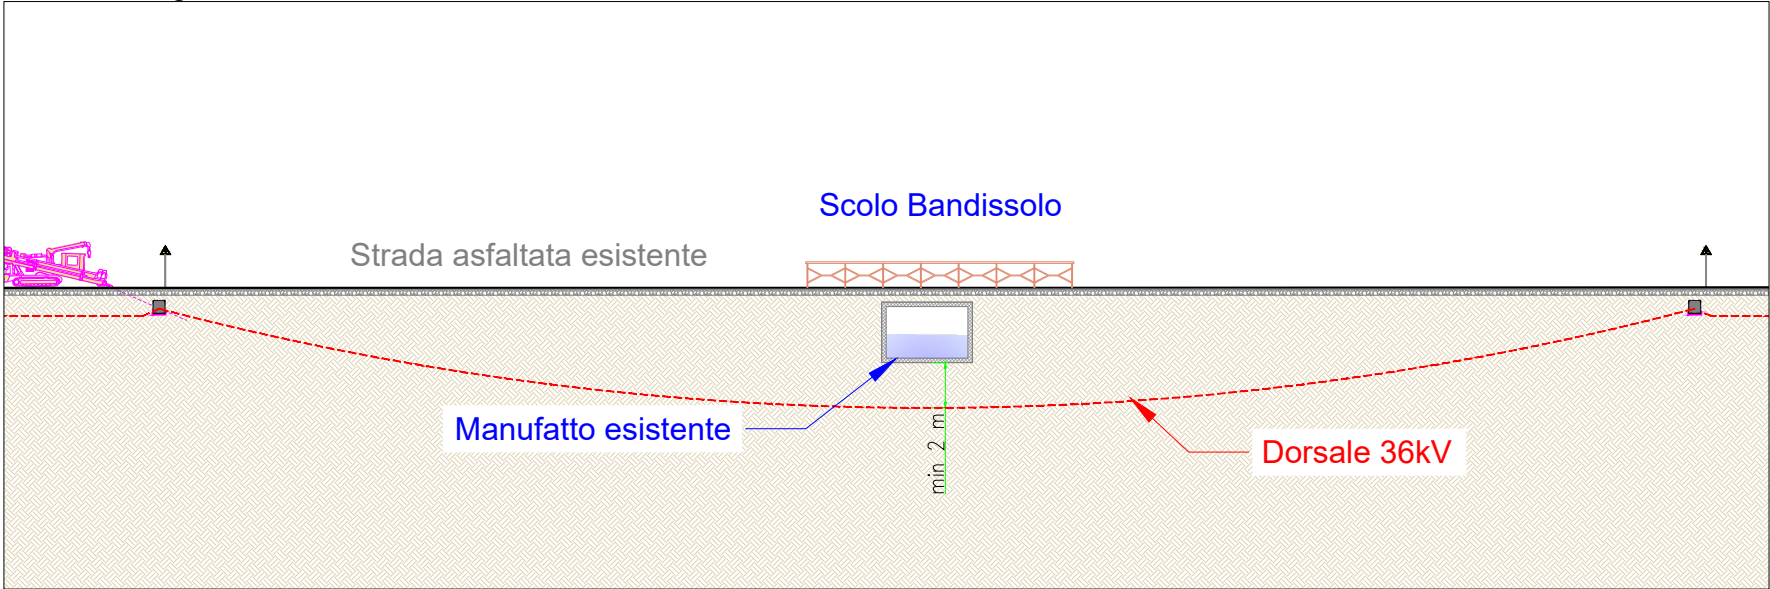 Scolo Bandissolo
Strada asfaltata esistente
Manufatto esistente
min 2 m
Dorsale 36kV